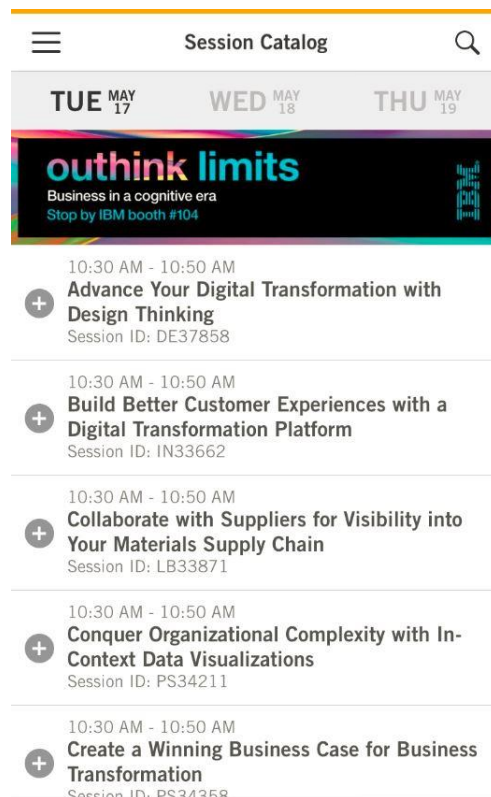 Session Catalog
TUE MAY 17
WED MAY 18
THU MAY 19
outhink limits
Business in a cognitive era
Stop by IBM booth #104
IBM
10:30 AM - 10:50 AM
Advance Your Digital Transformation with
Design Thinking
Session ID: DE37858
10:30 AM - 10:50 AM
Build Better Customer Experiences with a
Digital Transformation Platform
Session ID: IN33662
10:30 AM - 10:50 AM
Collaborate with Suppliers for Visibility into
Your Materials Supply Chain
Session ID: LB33871
10:30 AM - 10:50 AM
Conquer Organizational Complexity with In-
Context Data Visualizations
Session ID: PS34211
10:30 AM - 10:50 AM
Create a Winning Business Case for Business
Transformation
Session ID: PS34358